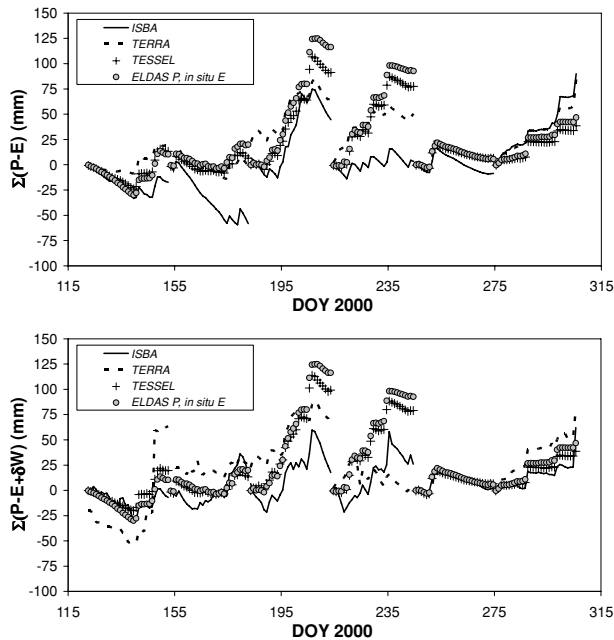 Σ(P-E) (mm)
150
125
100
75
50
25
0
-25
-50
-75
-100
ISBA
TERRA
TESSEL
ELDAS P, in situ E
115 155 195 235 275 315
DOY 2000
Σ(P-E+δW) (mm)
150
125
100
75
50
25
0
-25
-50
-75
-100
ISBA
TERRA
TESSEL
ELDAS P, in situ E
115 155 195 235 275 315
DOY 2000